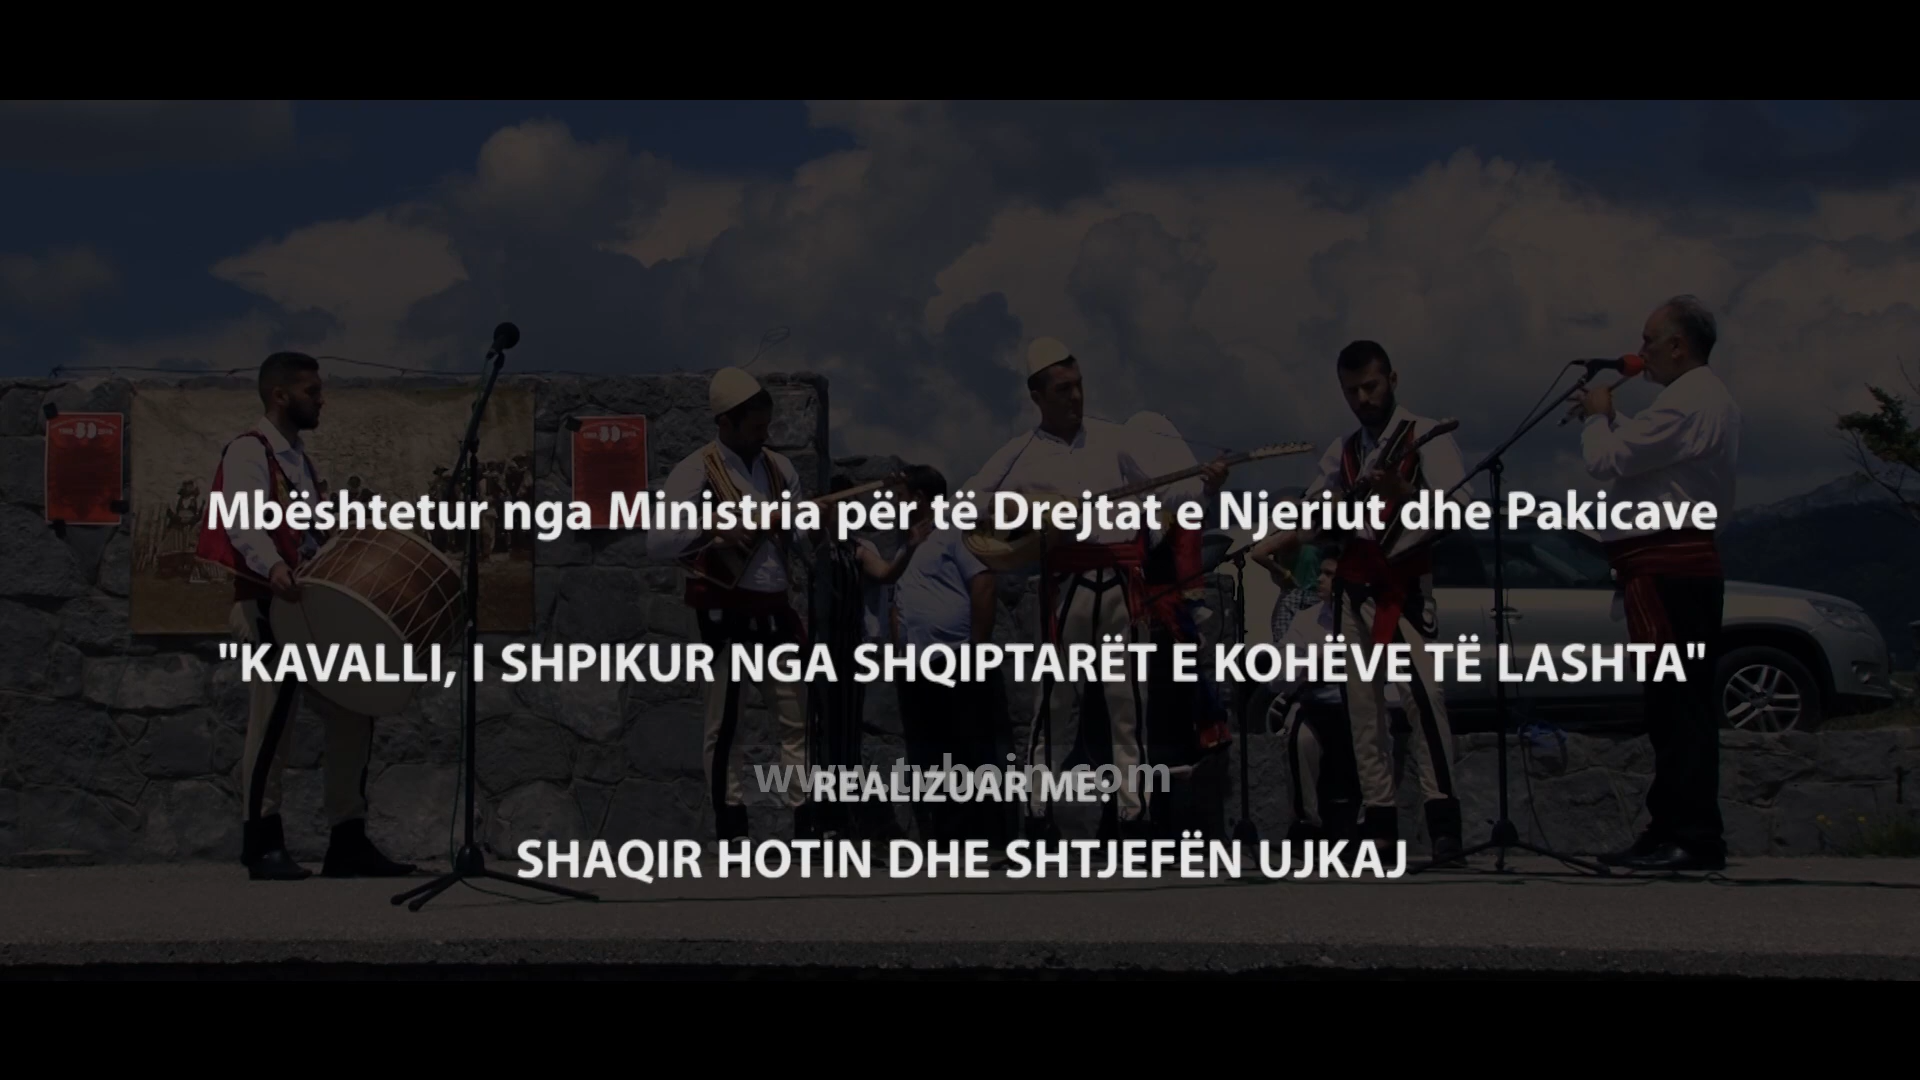 Mbështetur nga Ministria për të Drejtat e Njeriut dhe Pakicave
"KAVALLI, I SHPIKUR NGA SHQIPTARËT E KOHËVE TË LASHTA"
www.tvboin.com
REALIZUAR ME:
SHAQIR HOTIN DHE SHTJEFËN UJKAJ